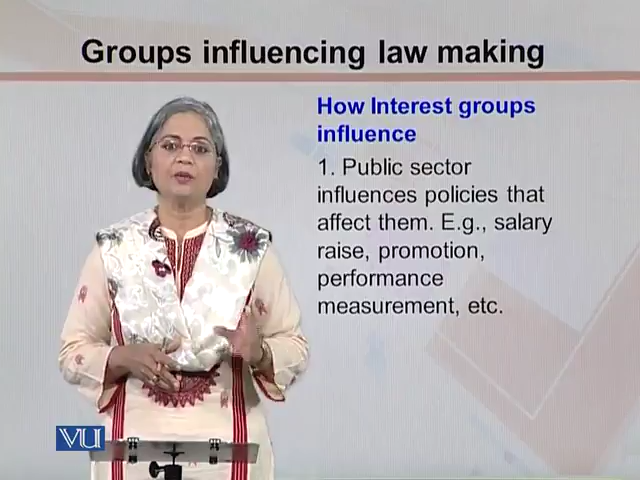 Groups influencing law making
How Interest groups
influence
1. Public sector
influences policies that
affect them. E.g., salary
raise, promotion,
performance
measurement, etc.
VU